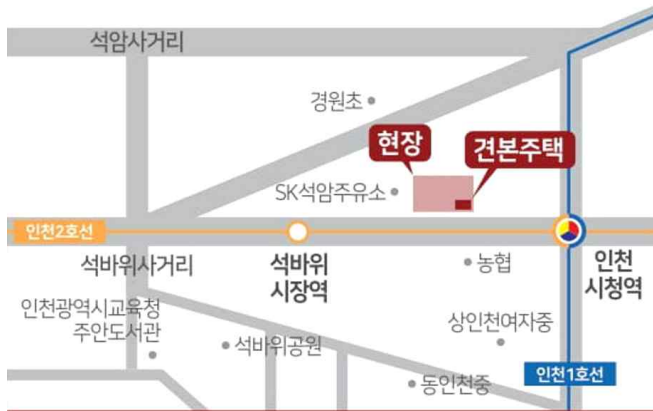 석암사거리
경원초
현장
견본주택
SK석암주유소
인천2호선
석바위사거리
석바위
시장역
농협
인천
시청역
인천광역시교육청
주안도서관
석바위공원
상인천여자중
동인천중
인천1호선